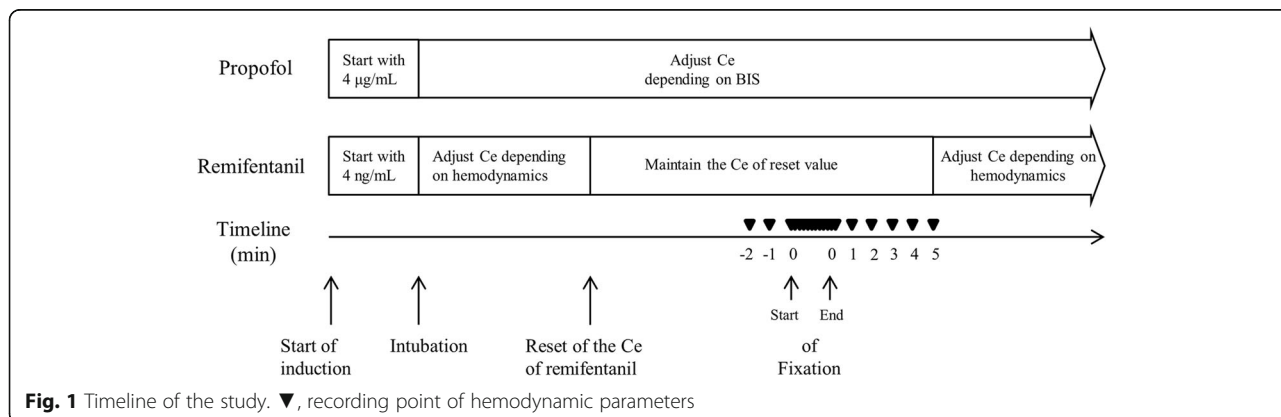 Propofol
Start with
4 μg/mL
Adjust Ce
depending on BIS
Remifentanil
Start with
4 ng/mL
Adjust Ce depending
on hemodynamics
Maintain the Ce of reset value
Adjust Ce depending on
hemodynamics
Timeline
(min)
-2 -1 0 0 1 2 3 4 5
Start End
Start of
induction
Intubation
Reset of the Ce
of remifentanil
of
Fixation
Fig. 1 Timeline of the study. ▼, recording point of hemodynamic parameters